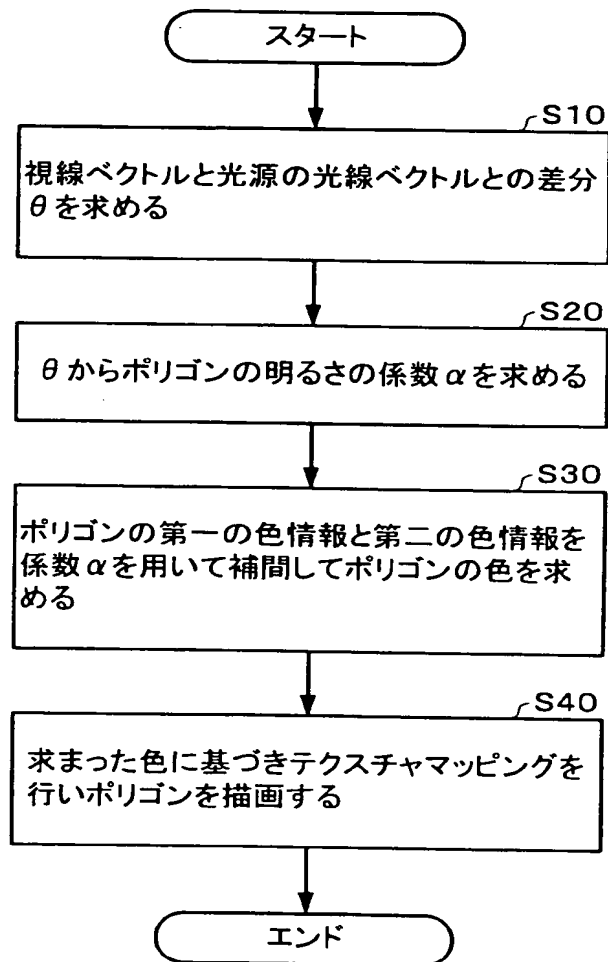 スタート
S10
視線ベクトルと光源の光線ベクトルとの差分
θを求める
S20
θからポリゴンの明るさの係数αを求める
S30
ポリゴンの第一の色情報と第二の色情報を
係数αを用いて補間してポリゴンの色を求
める
S40
求まった色に基づきテクスチャマッピングを
行いポリゴンを描画する
エンド